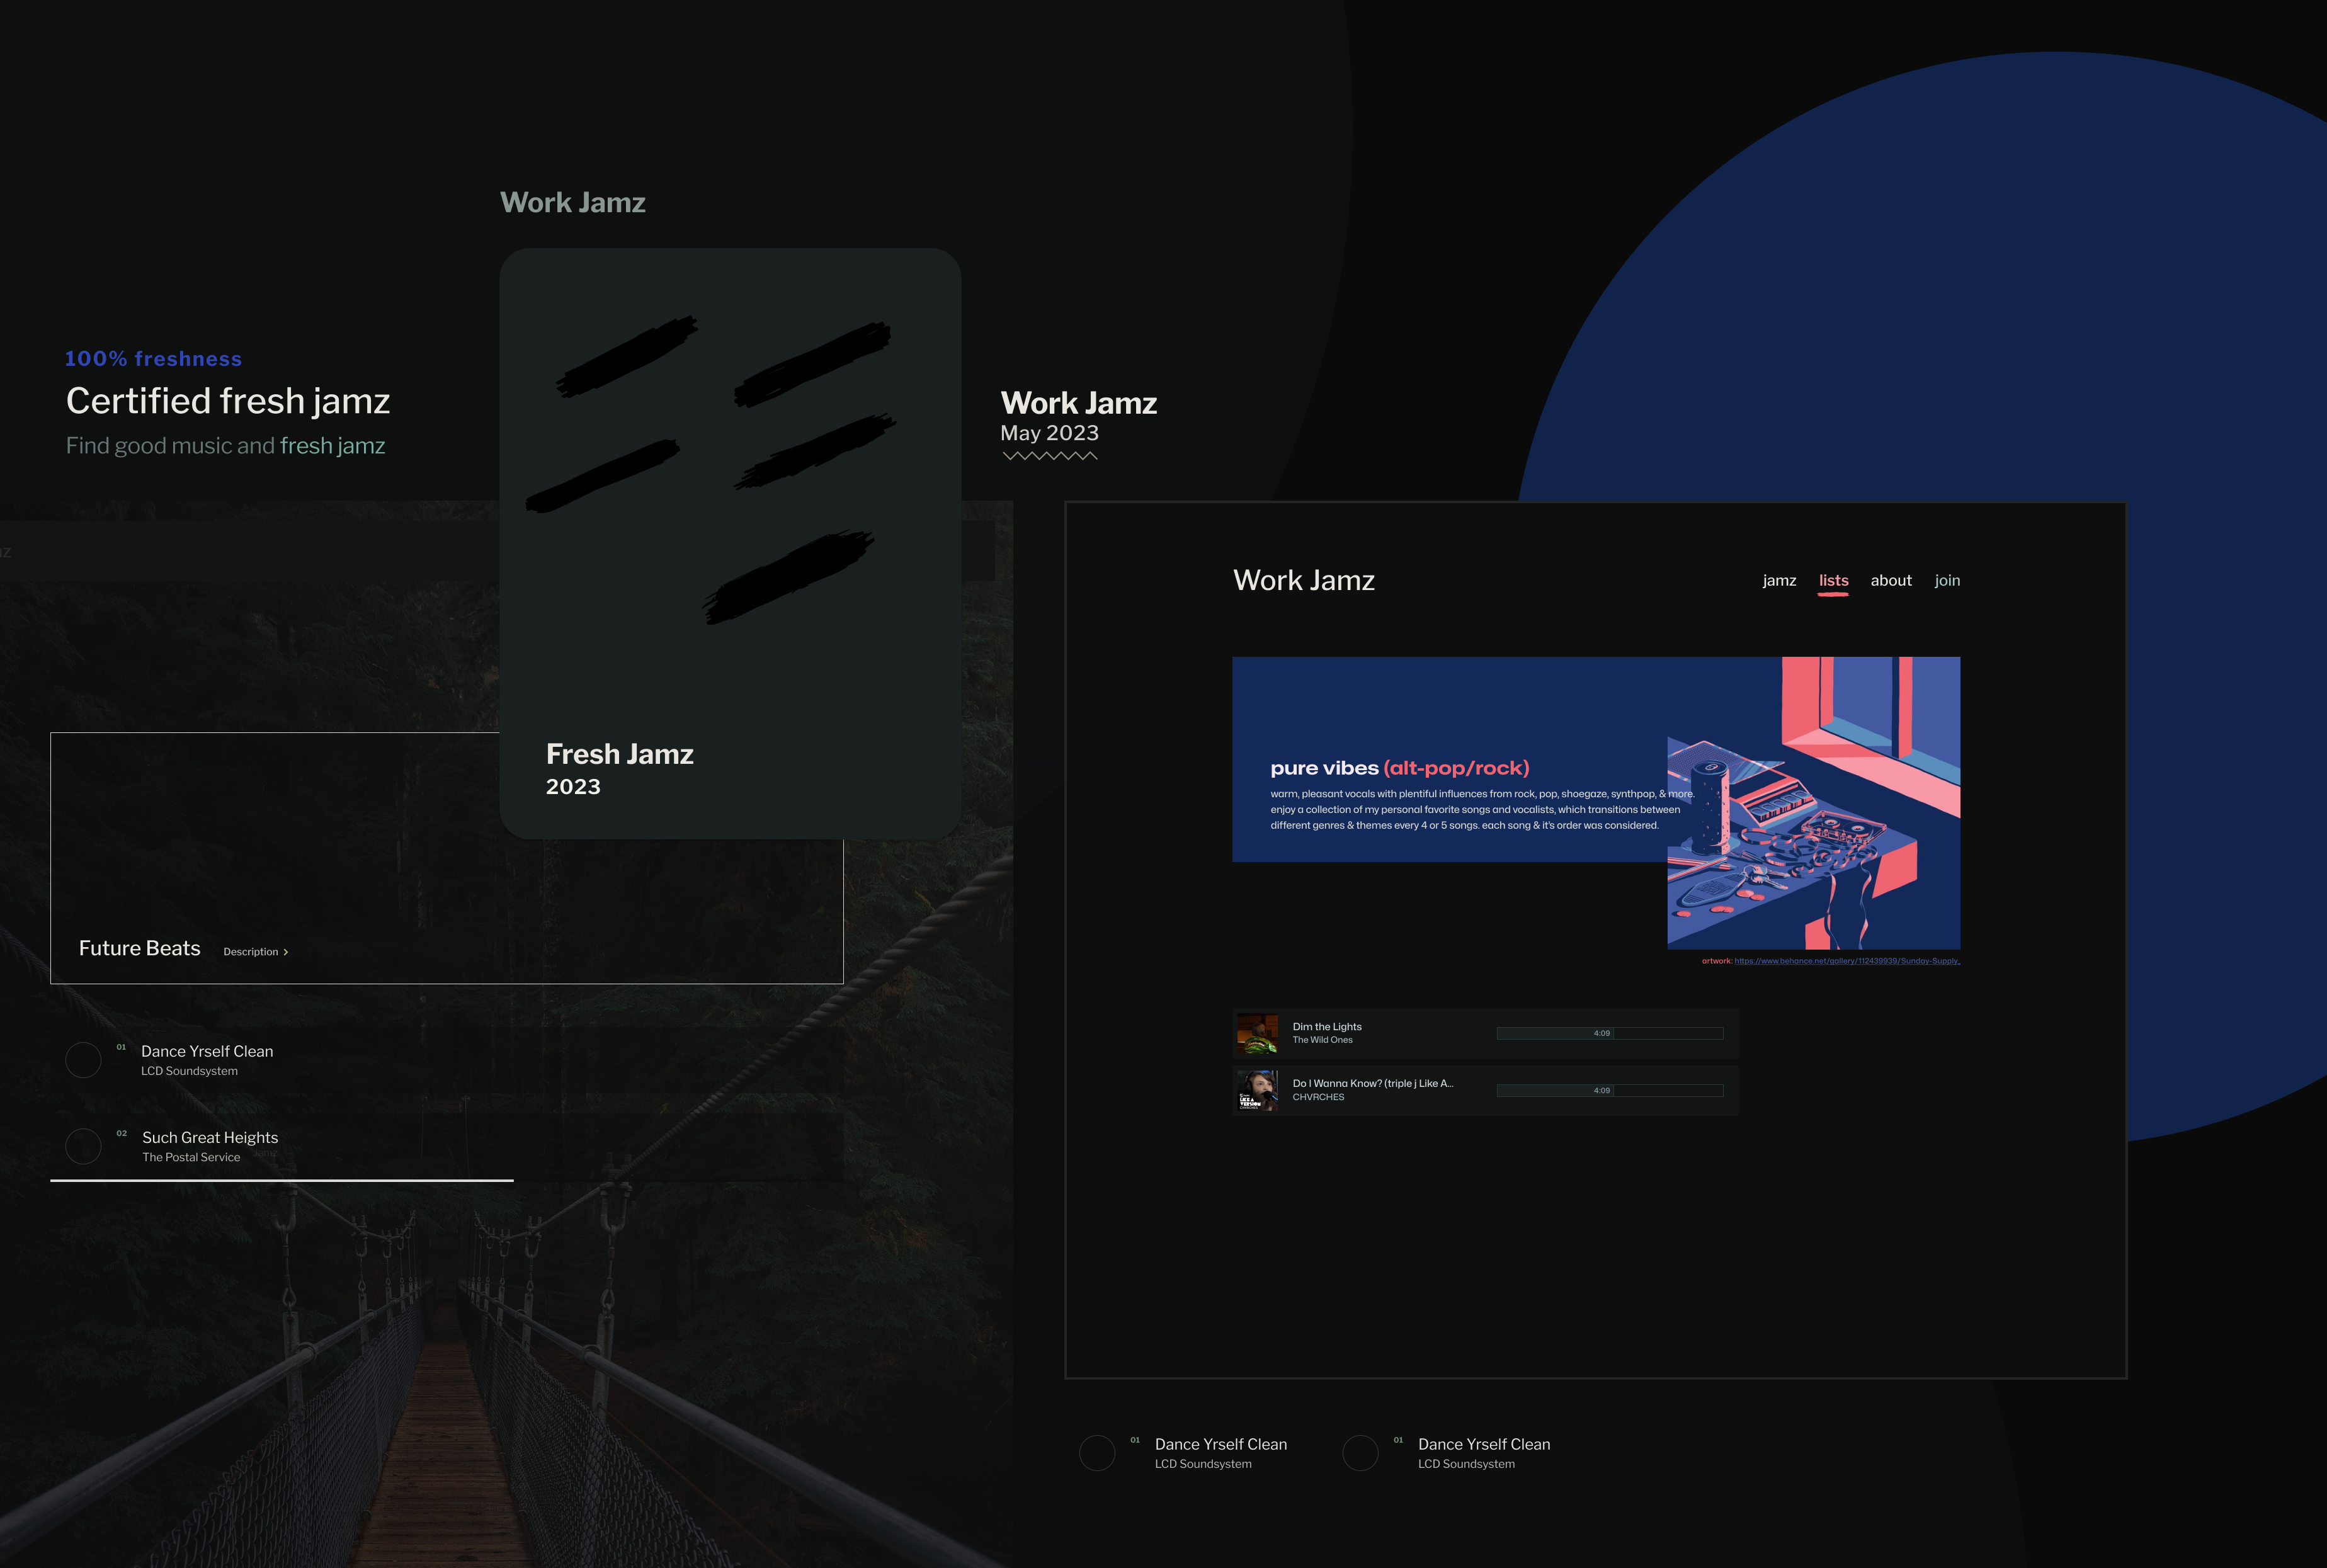 Work Jamz
100% freshness
Certified fresh jamz
Find good music and fresh jamz
Work Jamz
May 2023
Fresh Jamz
2023
Future Beats
Description
01
Dance Yrself Clean
LCD Soundsystem
02
Such Great Heights
The Postal Service
Jamz
Work Jamz
jamz
lists
about
join
pure vibes (alt-pop/rock)
warm, pleasant vocals with plentiful influences from rock, pop, shoegaze, synthpop, & more.
enjoy a collection of my personal favorite songs and vocalists, which transitions between
different genres & themes every 4 or 5 songs. each song & it's order was considered.
artwork: https://www.behance.net/gallery/112439939/Sunday-Supply_
Dim the Lights
The Wild Ones
4:09
LIKE A
VERSION
CHVRCHES
Do I Wanna Know? (triple j Like A...
CHVRCHES
4:09
01
Dance Yrself Clean
LCD Soundsystem
01
Dance Yrself Clean
LCD Soundsystem